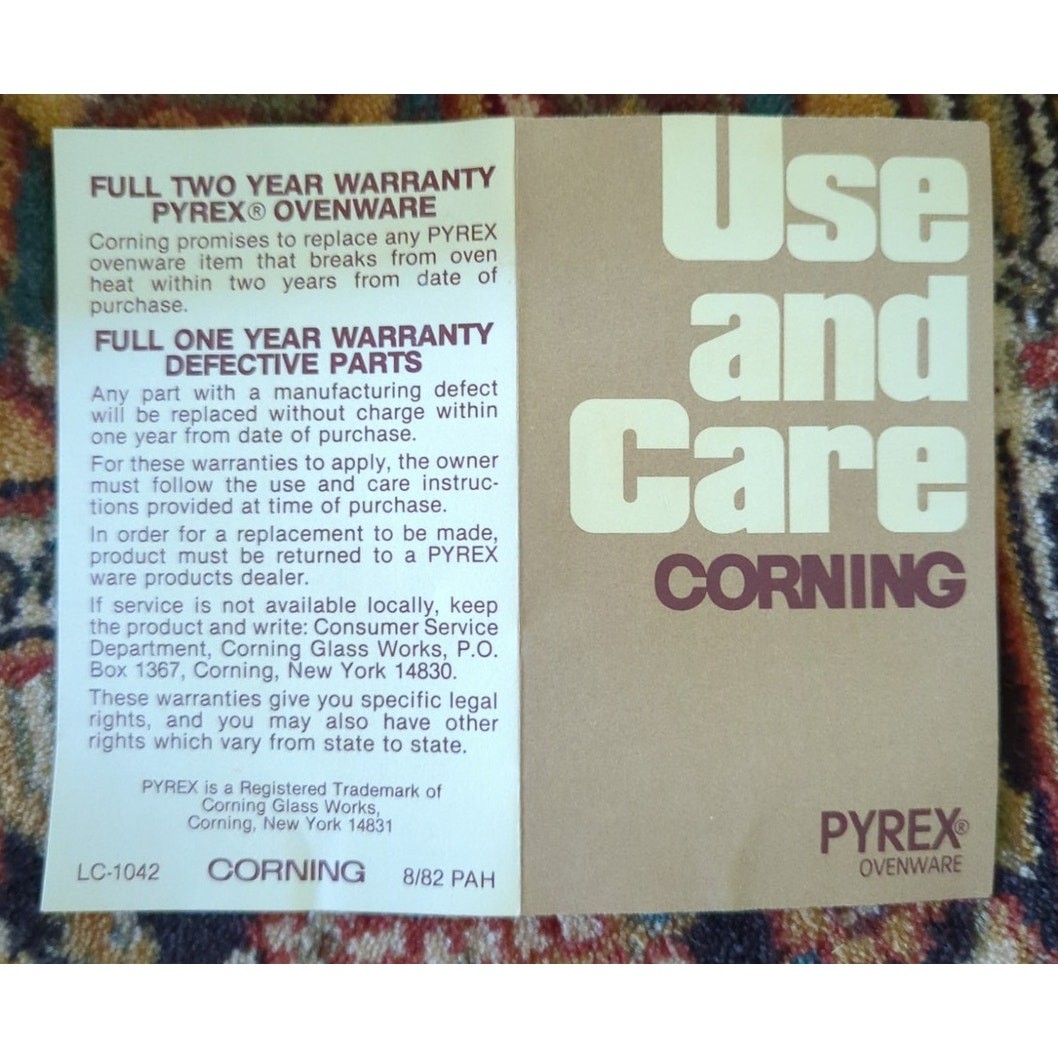 FULL TWO YEAR WARRANTY
PYREX® OVENWARE
Corning promises to replace any PYREX
ovenware item that breaks from oven
heat within two years from date of
purchase.
FULL ONE YEAR WARRANTY
DEFECTIVE PARTS
Any part with a manufacturing defect
will be replaced without charge within
one year from date of purchase.
For these warranties to apply, the owner
must follow the use and care instruc-
tions provided at time of purchase.
In order for a replacement to be made,
product must be returned to a PYREX
ware products dealer.
If service is not available locally, keep
the product and write: Consumer Service
Department, Corning Glass Works, P.O.
Box 1367, Corning, New York 14830.
These warranties give you specific legal
rights, and you may also have other
rights which vary from state to state.
PYREX is a Registered Trademark of
Corning Glass Works,
Corning, New York 14831
LC-1042 CORNING 8/82 PAH
Use
and
Care
CORNING
PYREX®
OVENWARE